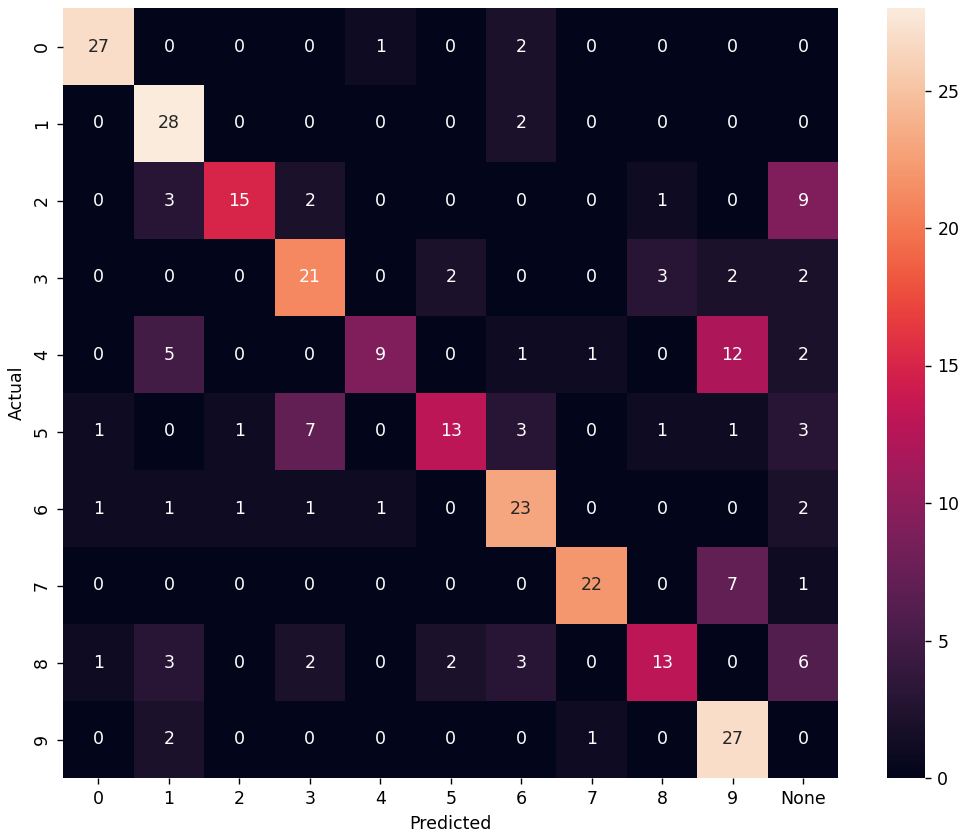 0 27 0 0 0 1 0 2 0 0 0 0
1 0 28 0 0 0 0 2 0 0 0 0
2 0 3 15 2 0 0 0 0 1 0 9
3 0 0 0 21 0 2 0 0 3 2 2
4 0 5 0 0 9 0 1 1 0 12 2
5 1 0 1 7 0 13 3 0 1 1 3
6 1 1 1 1 1 0 23 0 0 0 2
7 0 0 0 0 0 0 0 22 0 7 1
8 1 3 0 2 0 2 3 0 13 0 6
9 0 2 0 0 0 0 0 1 0 27 0
0 1 2 3 4 5 6 7 8 9 None
Predicted
Actual
25
20
15
10
5
0